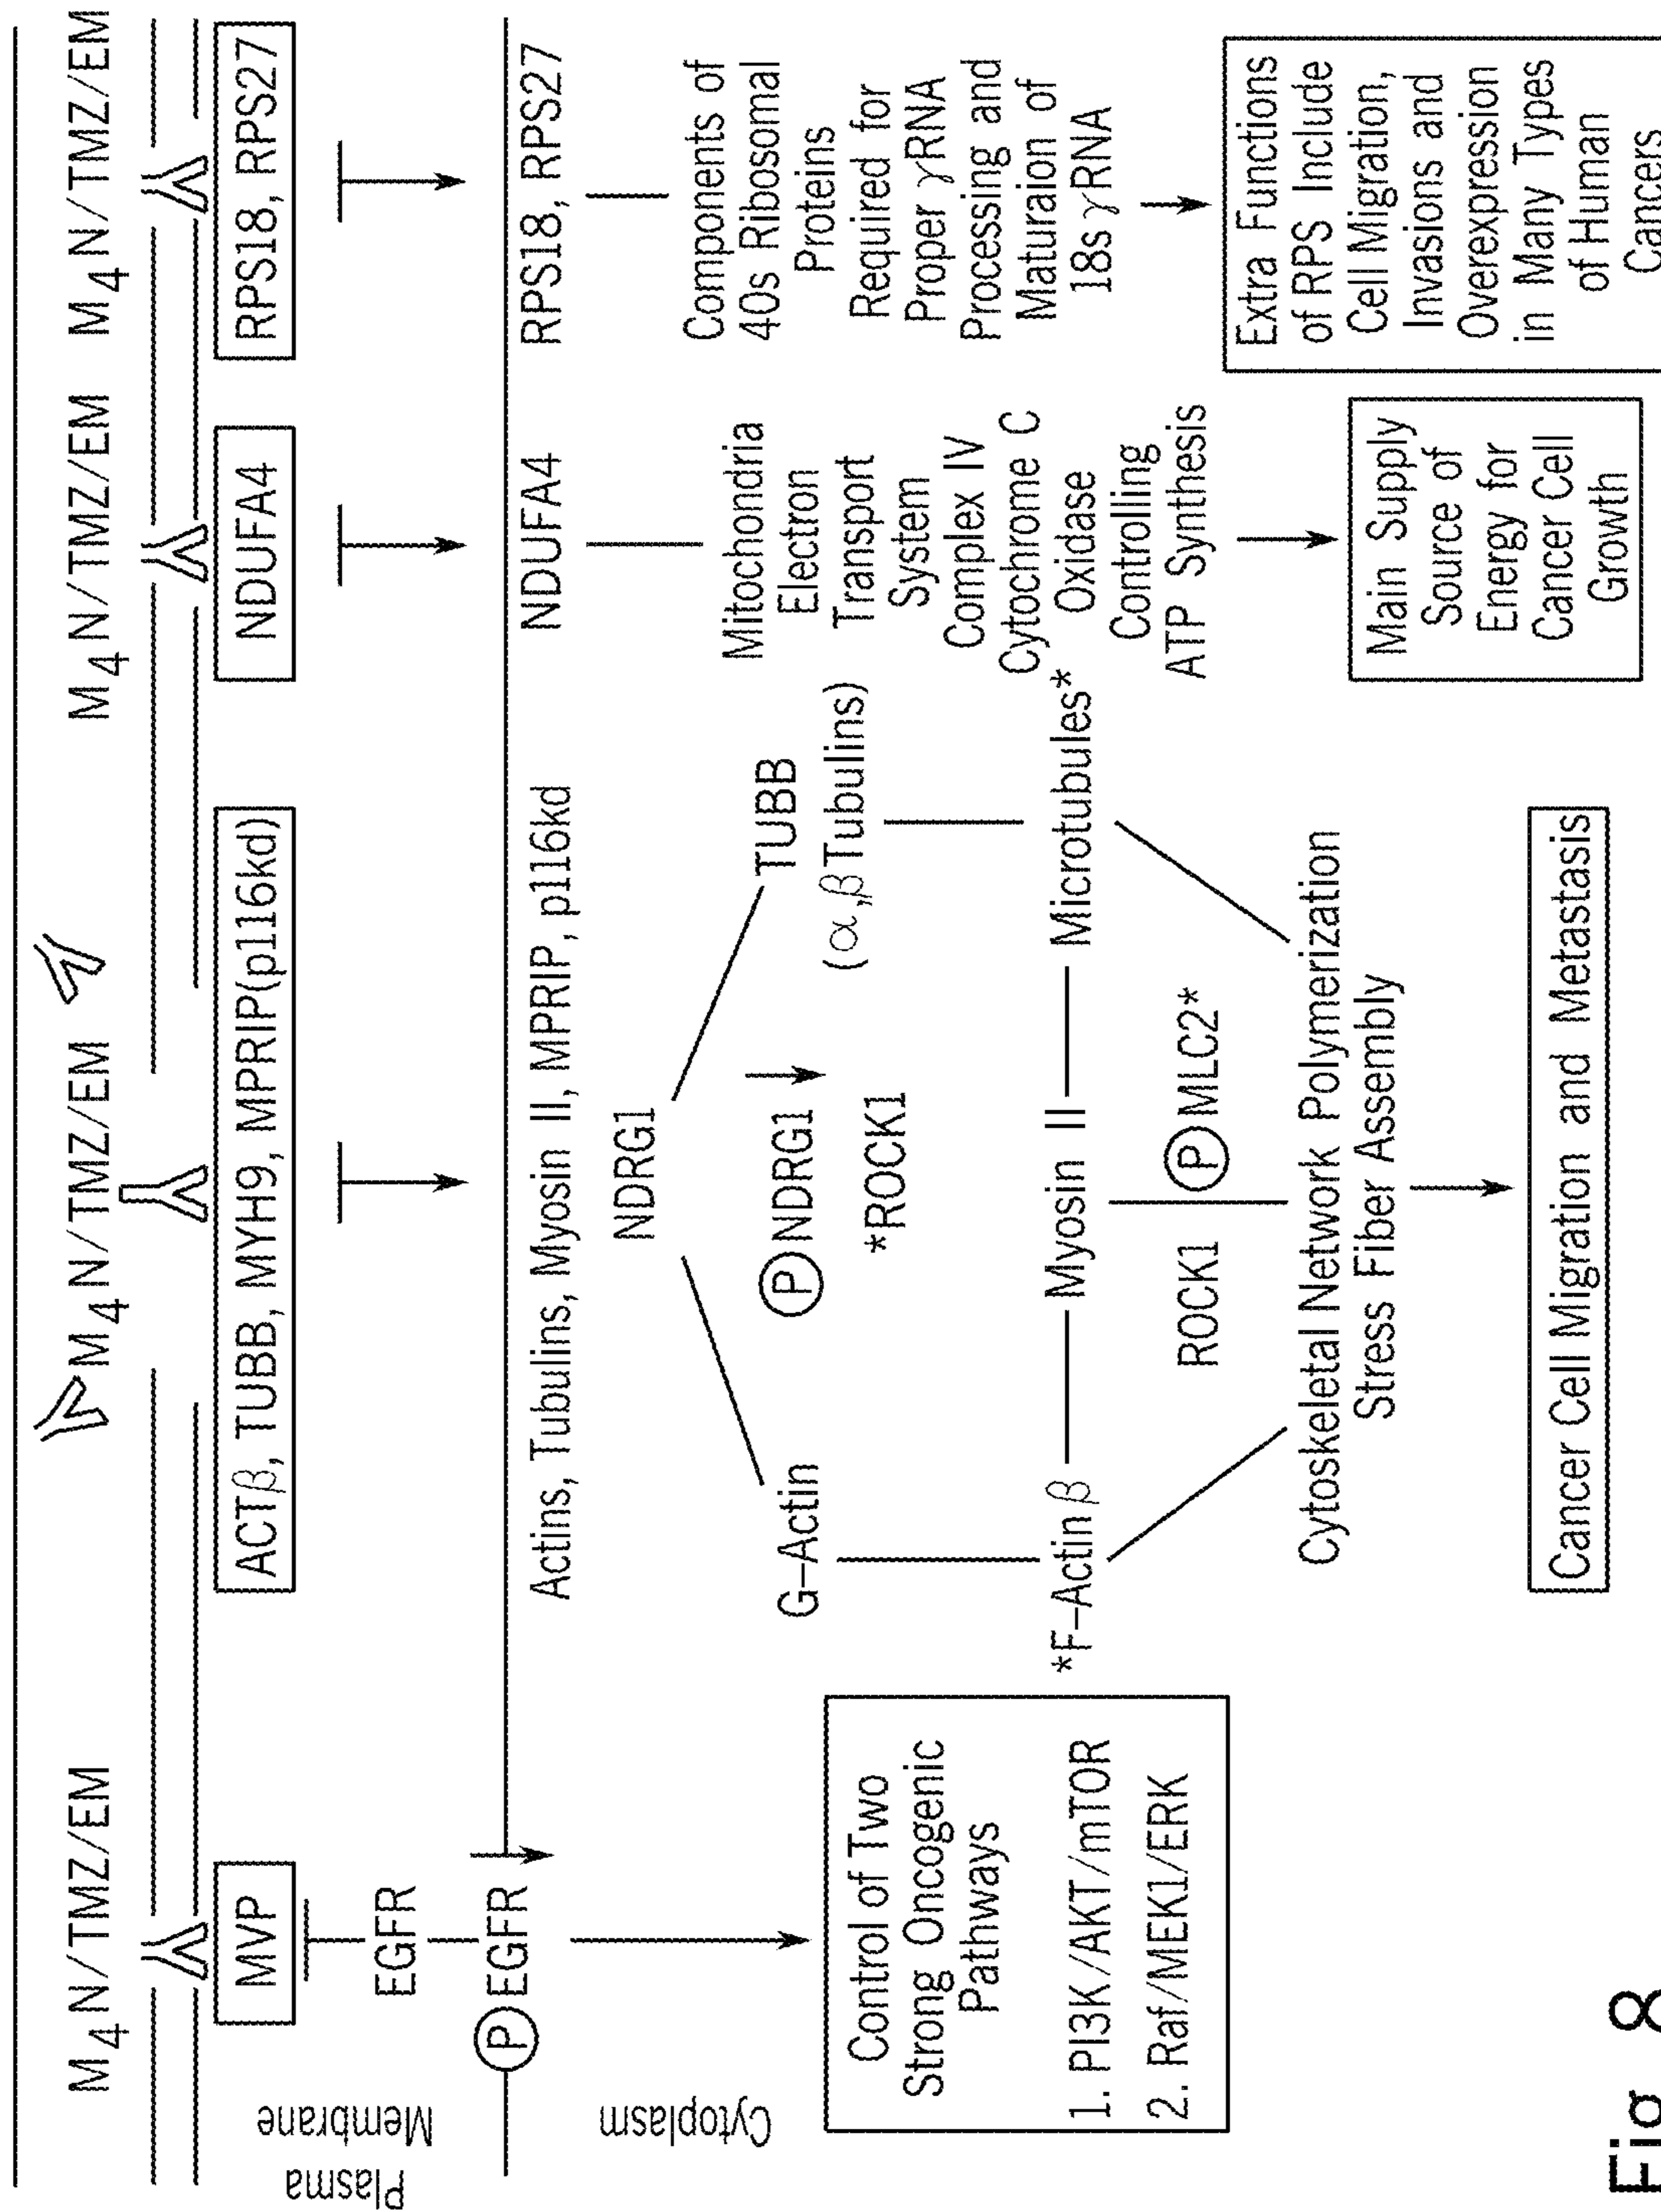 M4N/TMZ/EM
M4N/TMZ/EM
M4N/TMZ/EM
M4N/TMZ/EM
MVP
ACTβ, TUBB, MYH9, MPRIP(p116kd)
NDUFA4
RPS18, RPS27
Plasma
Membrane
EGFR
P EGFR
Cytoplasm
Control of Two
Strong Oncogenic
Pathways
1. PI3K/AKT/mTOR
2. Raf/MEK1/ERK
Actins, Tubulins, Myosin II, MPRIP, p116kd
NDRG1
G–Actin
P NDRG1
*ROCK1
TUBB
(α,β Tubulins)
*F–Actin β
Myosin II
Microtubules*
ROCK1
P MLC2*
Cytoskeletal Network Polymerization
Stress Fiber Assembly
Cancer Cell Migration and Metastasis
NDUFA4
Mitochondria
Electron
Transport
System
Complex IV
Cytochrome C
Oxidase
Controlling
ATP Synthesis
Main Supply
Source of
Energy for
Cancer Cell
Growth
RPS18, RPS27
Components of
40s Ribosomal
Proteins
Required for
Proper γRNA
Processing and
Maturaion of
18s γRNA
Extra Functions
of RPS Include
Cell Migration,
Invasions and
Overexpression
in Many Types
of Human
Cancers
Fig 8